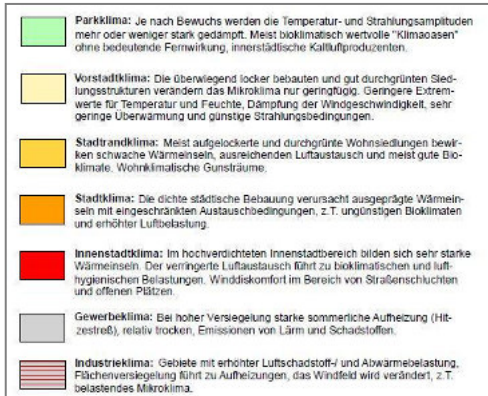 Parkklima: Je nach Bewuchs werden die Temperatur- und Strahlungsamplituden
mehr oder weniger stark gedämpft. Meist bioklimatisch wertvolle "Klimaoasen"
ohne bedeutende Fernwirkung, innerstädtische Kaltluftproduzenten.
Vorstadtklima: Die überwiegend locker bebauten und gut durchgrünten Sied-
lungsstrukturen verändern das Mikroklima nur geringfügig. Geringere Extrem-
werte für Temperatur und Feuchte, Dämpfung der Windgeschwindigkeit, sehr
geringe Überwärmung und günstige Strahlungsbedingungen.
Stadtrandklima: Meist aufgelockerte und durchgrünte Wohnsiedlungen bewir-
ken schwache Wärmeinseln, ausreichenden Luftaustausch und meist gute Bio-
klimate. Wohnklimatische Gunsträume.
Stadtklima: Die dichte städtische Bebauung verursacht ausgeprägte Wärmein-
seln mit eingeschränkten Austauschbedingungen, z.T. ungünstigen Bioklimaten
und erhöhter Luftbelastung.
Innenstadtklima: Im hochverdichteten Innenstadtbereich bilden sich sehr starke
Wärmeinseln. Der verringerte Luftaustausch führt zu bioklimatischen und luft-
hygienischen Belastungen. Winddiskomfort im Bereich von Straßenschluchten
und offenen Plätzen.
Gewerbeklima: Bei hoher Versiegelung starke sommerliche Aufheizung (Hit-
zestreß), relativ trocken, Emissionen von Lärm und Schadstoffen.
Industrieklima: Gebiete mit erhöhter Luftschadstoff-/ und Abwärmebelastung,
Flächenversiegelung führt zu Aufheizungen, das Windfeld wird verändert, z.T.
belastendes Mikroklima.